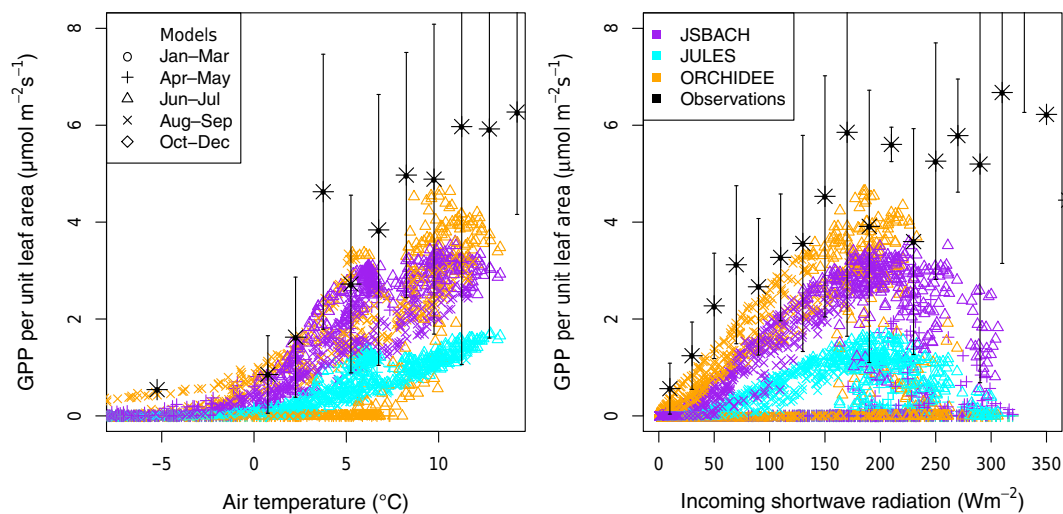 GPP per unit leaf area (μmol m⁻²s⁻¹)
8
6
4
2
0
Models
Jan–Mar
Apr–May
Jun–Jul
Aug–Sep
Oct–Dec
−5
0
5
10
Air temperature (°C)
GPP per unit leaf area (μmol m⁻²s⁻¹)
8
6
4
2
0
JSBACH
JULES
ORCHIDEE
Observations
0
50
100
150
200
250
300
350
Incoming shortwave radiation (Wm⁻²)